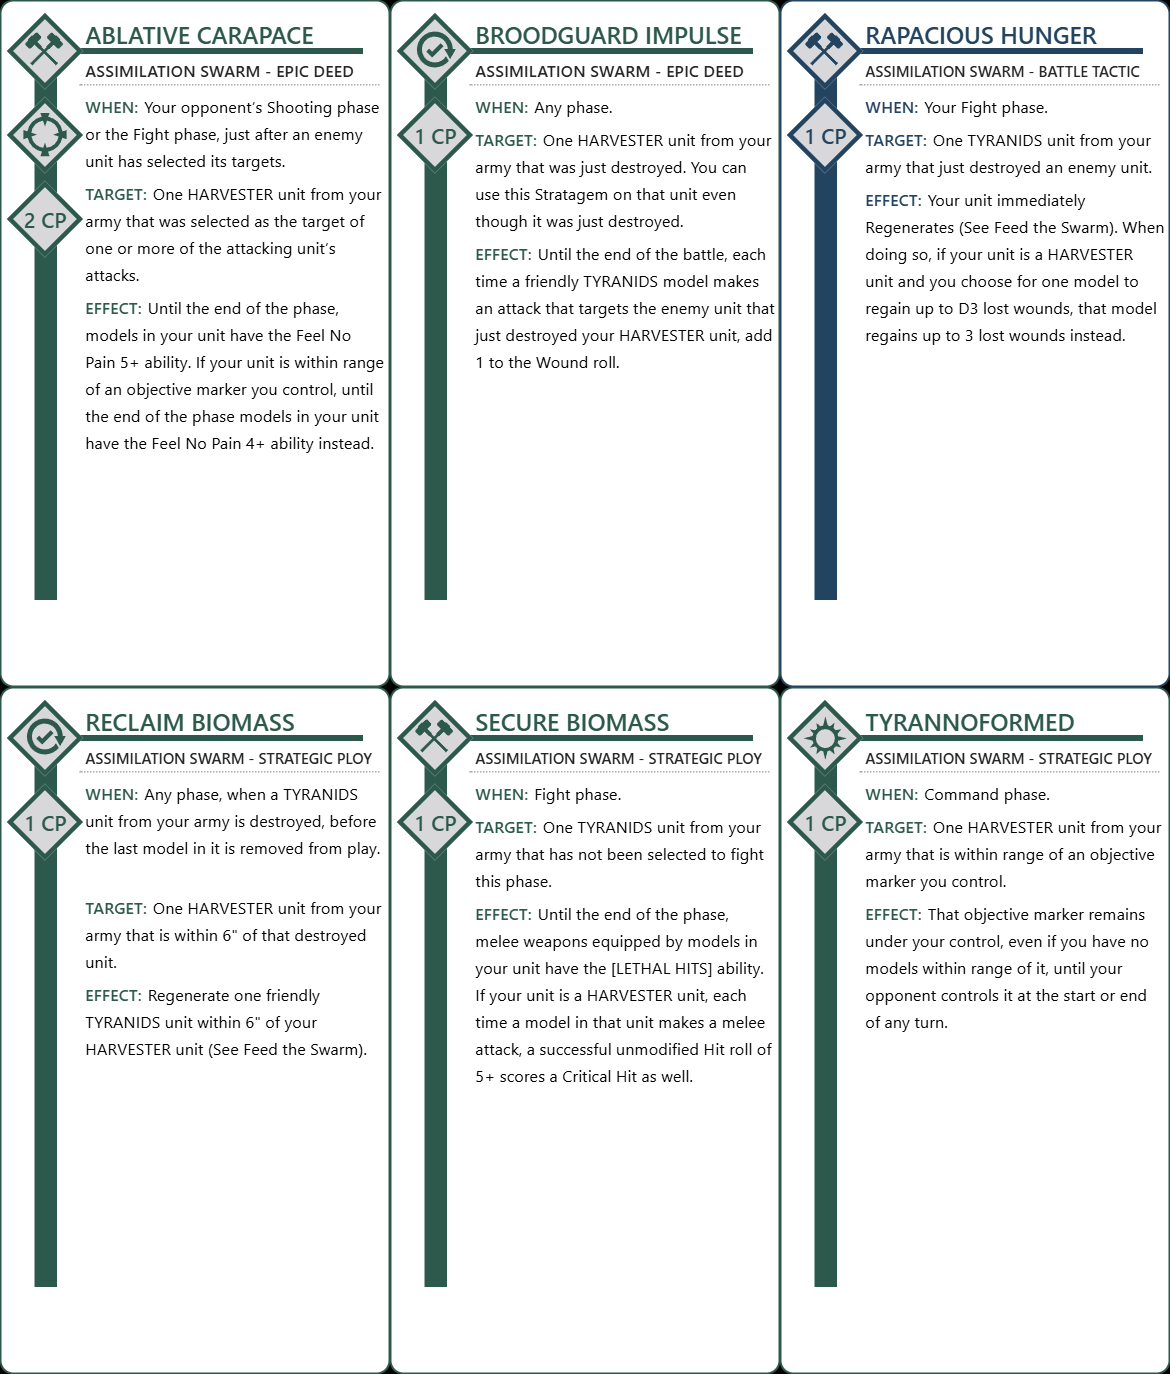 ABLATIVE CARAPACE
ASSIMILATION SWARM - EPIC DEED
WHEN: Your opponent's Shooting phase
or the Fight phase, just after an enemy
unit has selected its targets.
TARGET: One HARVESTER unit from your
army that was selected as the target of
one or more of the attacking unit's
attacks.
2 CP
EFFECT: Until the end of the phase,
models in your unit have the Feel No
Pain 5+ ability. If your unit is within range
of an objective marker you control, until
the end of the phase models in your unit
have the Feel No Pain 4+ ability instead.
BROODGUARD IMPULSE
ASSIMILATION SWARM - EPIC DEED
WHEN: Any phase.
1 CP
TARGET: One HARVESTER unit from your
army that was just destroyed. You can
use this Stratagem on that unit even
though it was just destroyed.
EFFECT: Until the end of the battle, each
time a friendly TYRANIDS model makes
an attack that targets the enemy unit that
just destroyed your HARVESTER unit, add
1 to the Wound roll.
RAPACIOUS HUNGER
ASSIMILATION SWARM - BATTLE TACTIC
WHEN: Your Fight phase.
1 CP
TARGET: One TYRANIDS unit from your
army that just destroyed an enemy unit.
EFFECT: Your unit immediately
Regenerates (See Feed the Swarm). When
doing so, if your unit is a HARVESTER
unit and you choose for one model to
regain up to D3 lost wounds, that model
regains up to 3 lost wounds instead.
RECLAIM BIOMASS
ASSIMILATION SWARM - STRATEGIC PLOY
WHEN: Any phase, when a TYRANIDS
unit from your army is destroyed, before
the last model in it is removed from play.
1 CP
TARGET: One HARVESTER unit from your
army that is within 6" of that destroyed
unit.
EFFECT: Regenerate one friendly
TYRANIDS unit within 6" of your
HARVESTER unit (See Feed the Swarm).
SECURE BIOMASS
ASSIMILATION SWARM - STRATEGIC PLOY
WHEN: Fight phase.
1 CP
TARGET: One TYRANIDS unit from your
army that has not been selected to fight
this phase.
EFFECT: Until the end of the phase,
melee weapons equipped by models in
your unit have the [LETHAL HITS] ability.
If your unit is a HARVESTER unit, each
time a model in that unit makes a melee
attack, a successful unmodified Hit roll of
5+ scores a Critical Hit as well.
TYRANNOFORMED
ASSIMILATION SWARM - STRATEGIC PLOY
WHEN: Command phase.
1 CP
TARGET: One HARVESTER unit from your
army that is within range of an objective
marker you control.
EFFECT: That objective marker remains
under your control, even if you have no
models within range of it, until your
opponent controls it at the start or end
of any turn.